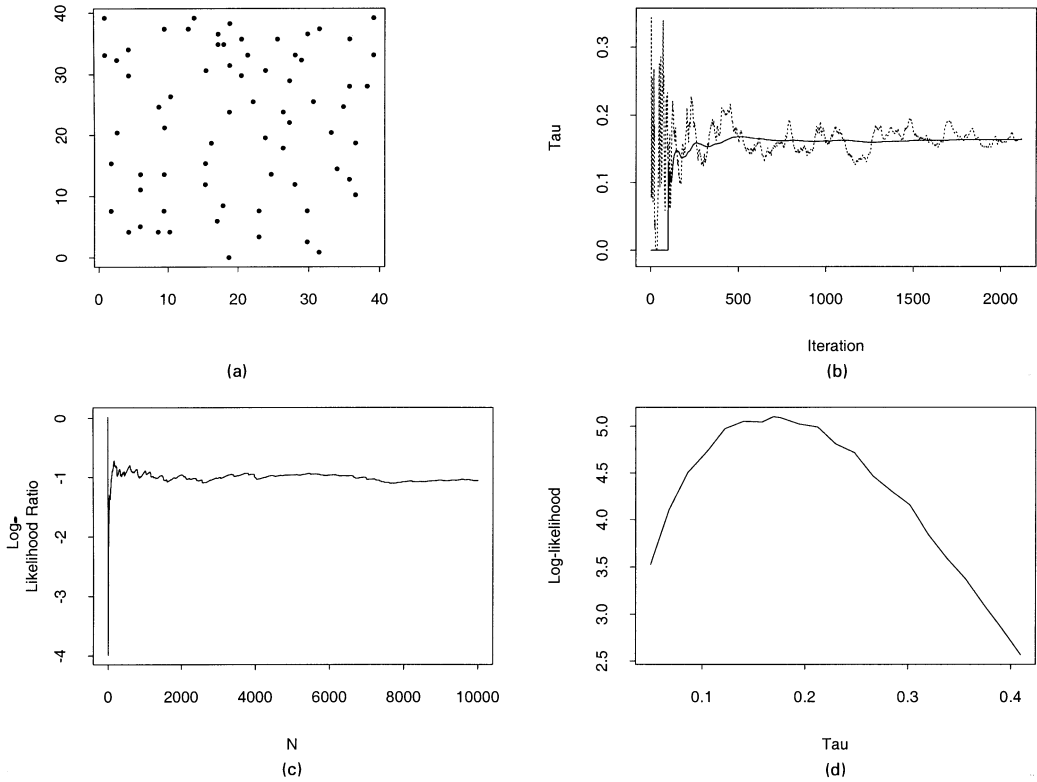 40
30
20
10
0
0 10 20 30 40
(a)
Tau
0.3
0.2
0.1
0.0
0 500 1000 1500 2000
Iteration
(b)
Log-
Likelihood Ratio
0
-1
-2
-3
-4
0 2000 4000 6000 8000 10000
N
(c)
Log-likelihood
5.0
4.5
4.0
3.5
3.0
2.5
0.1 0.2 0.3 0.4
Tau
(d)